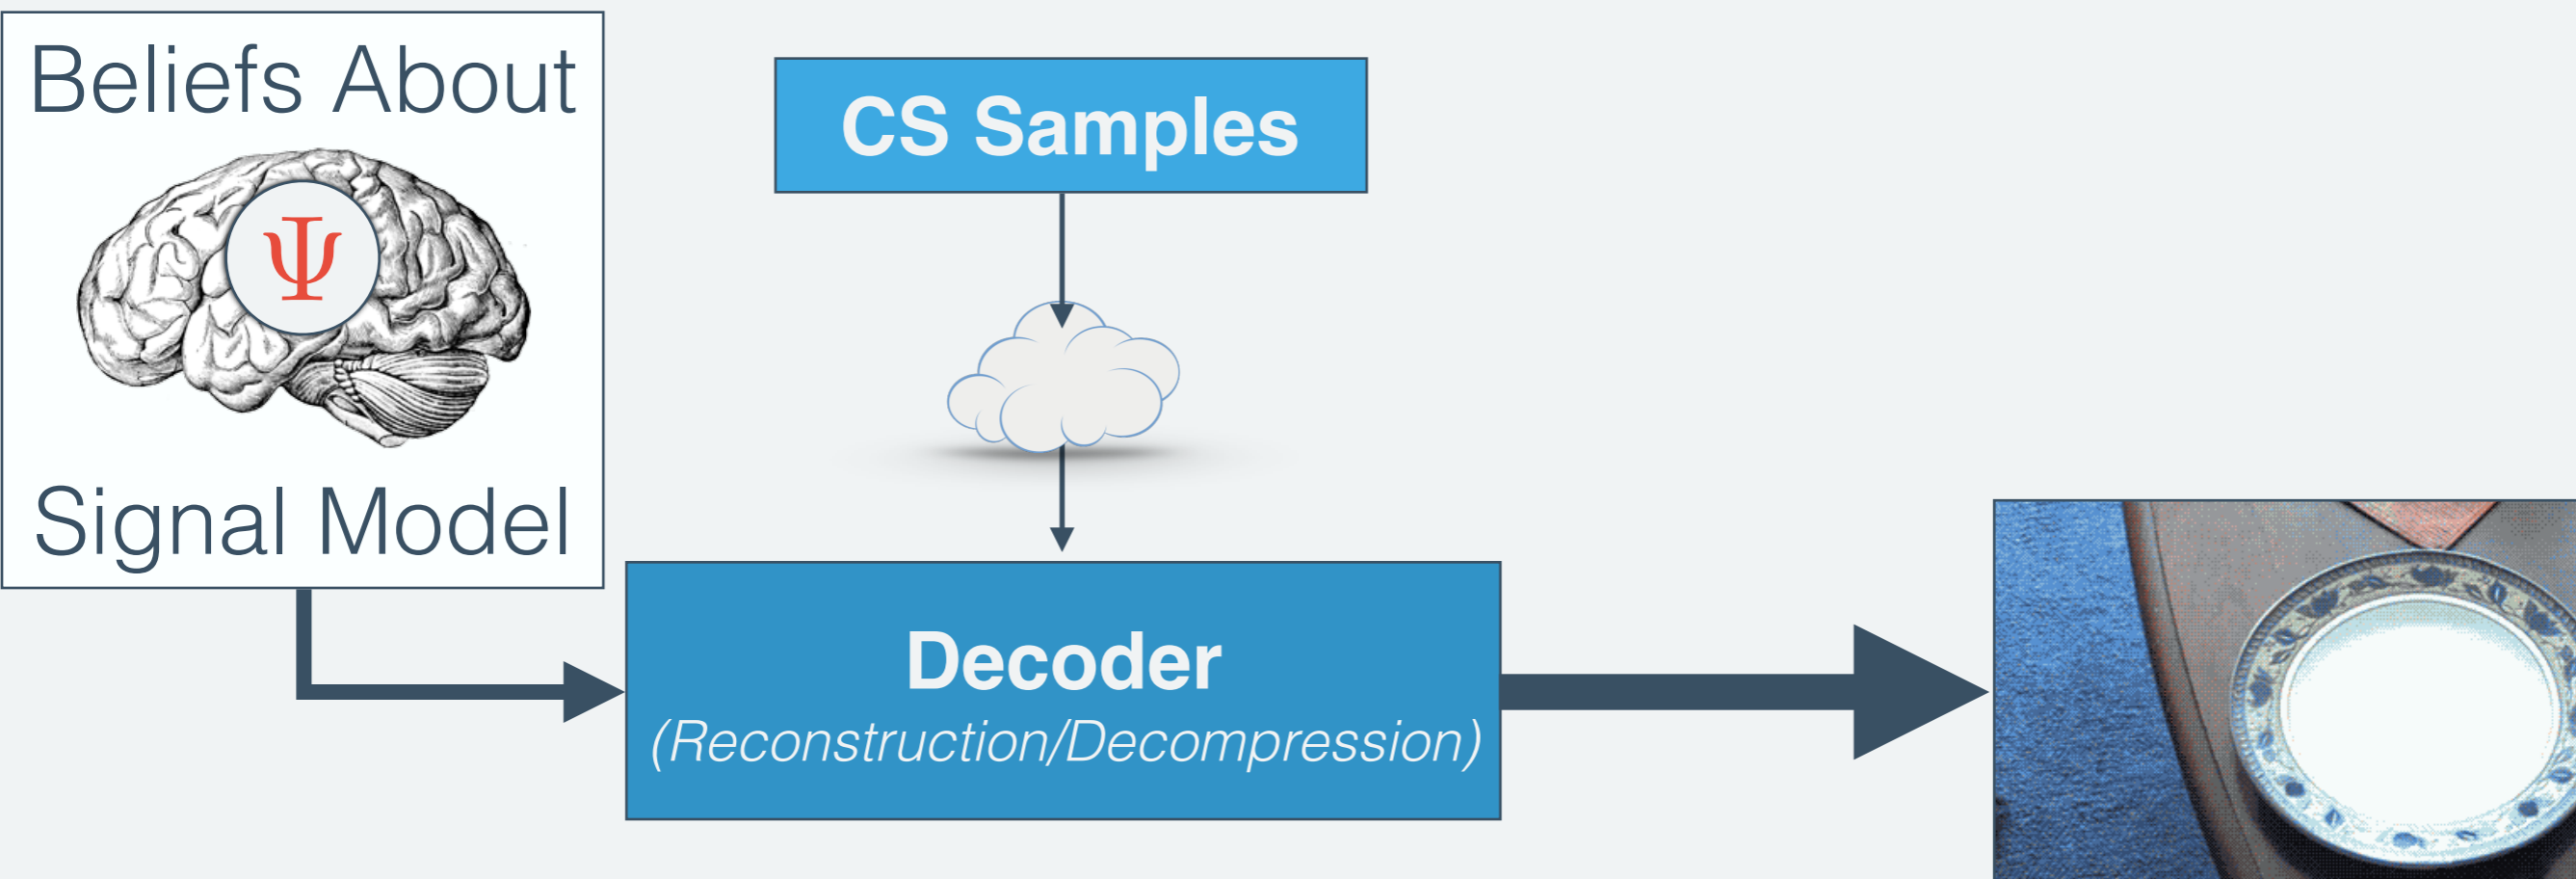 Beliefs About
Ψ
Signal Model
CS Samples
Decoder
(Reconstruction/Decompression)